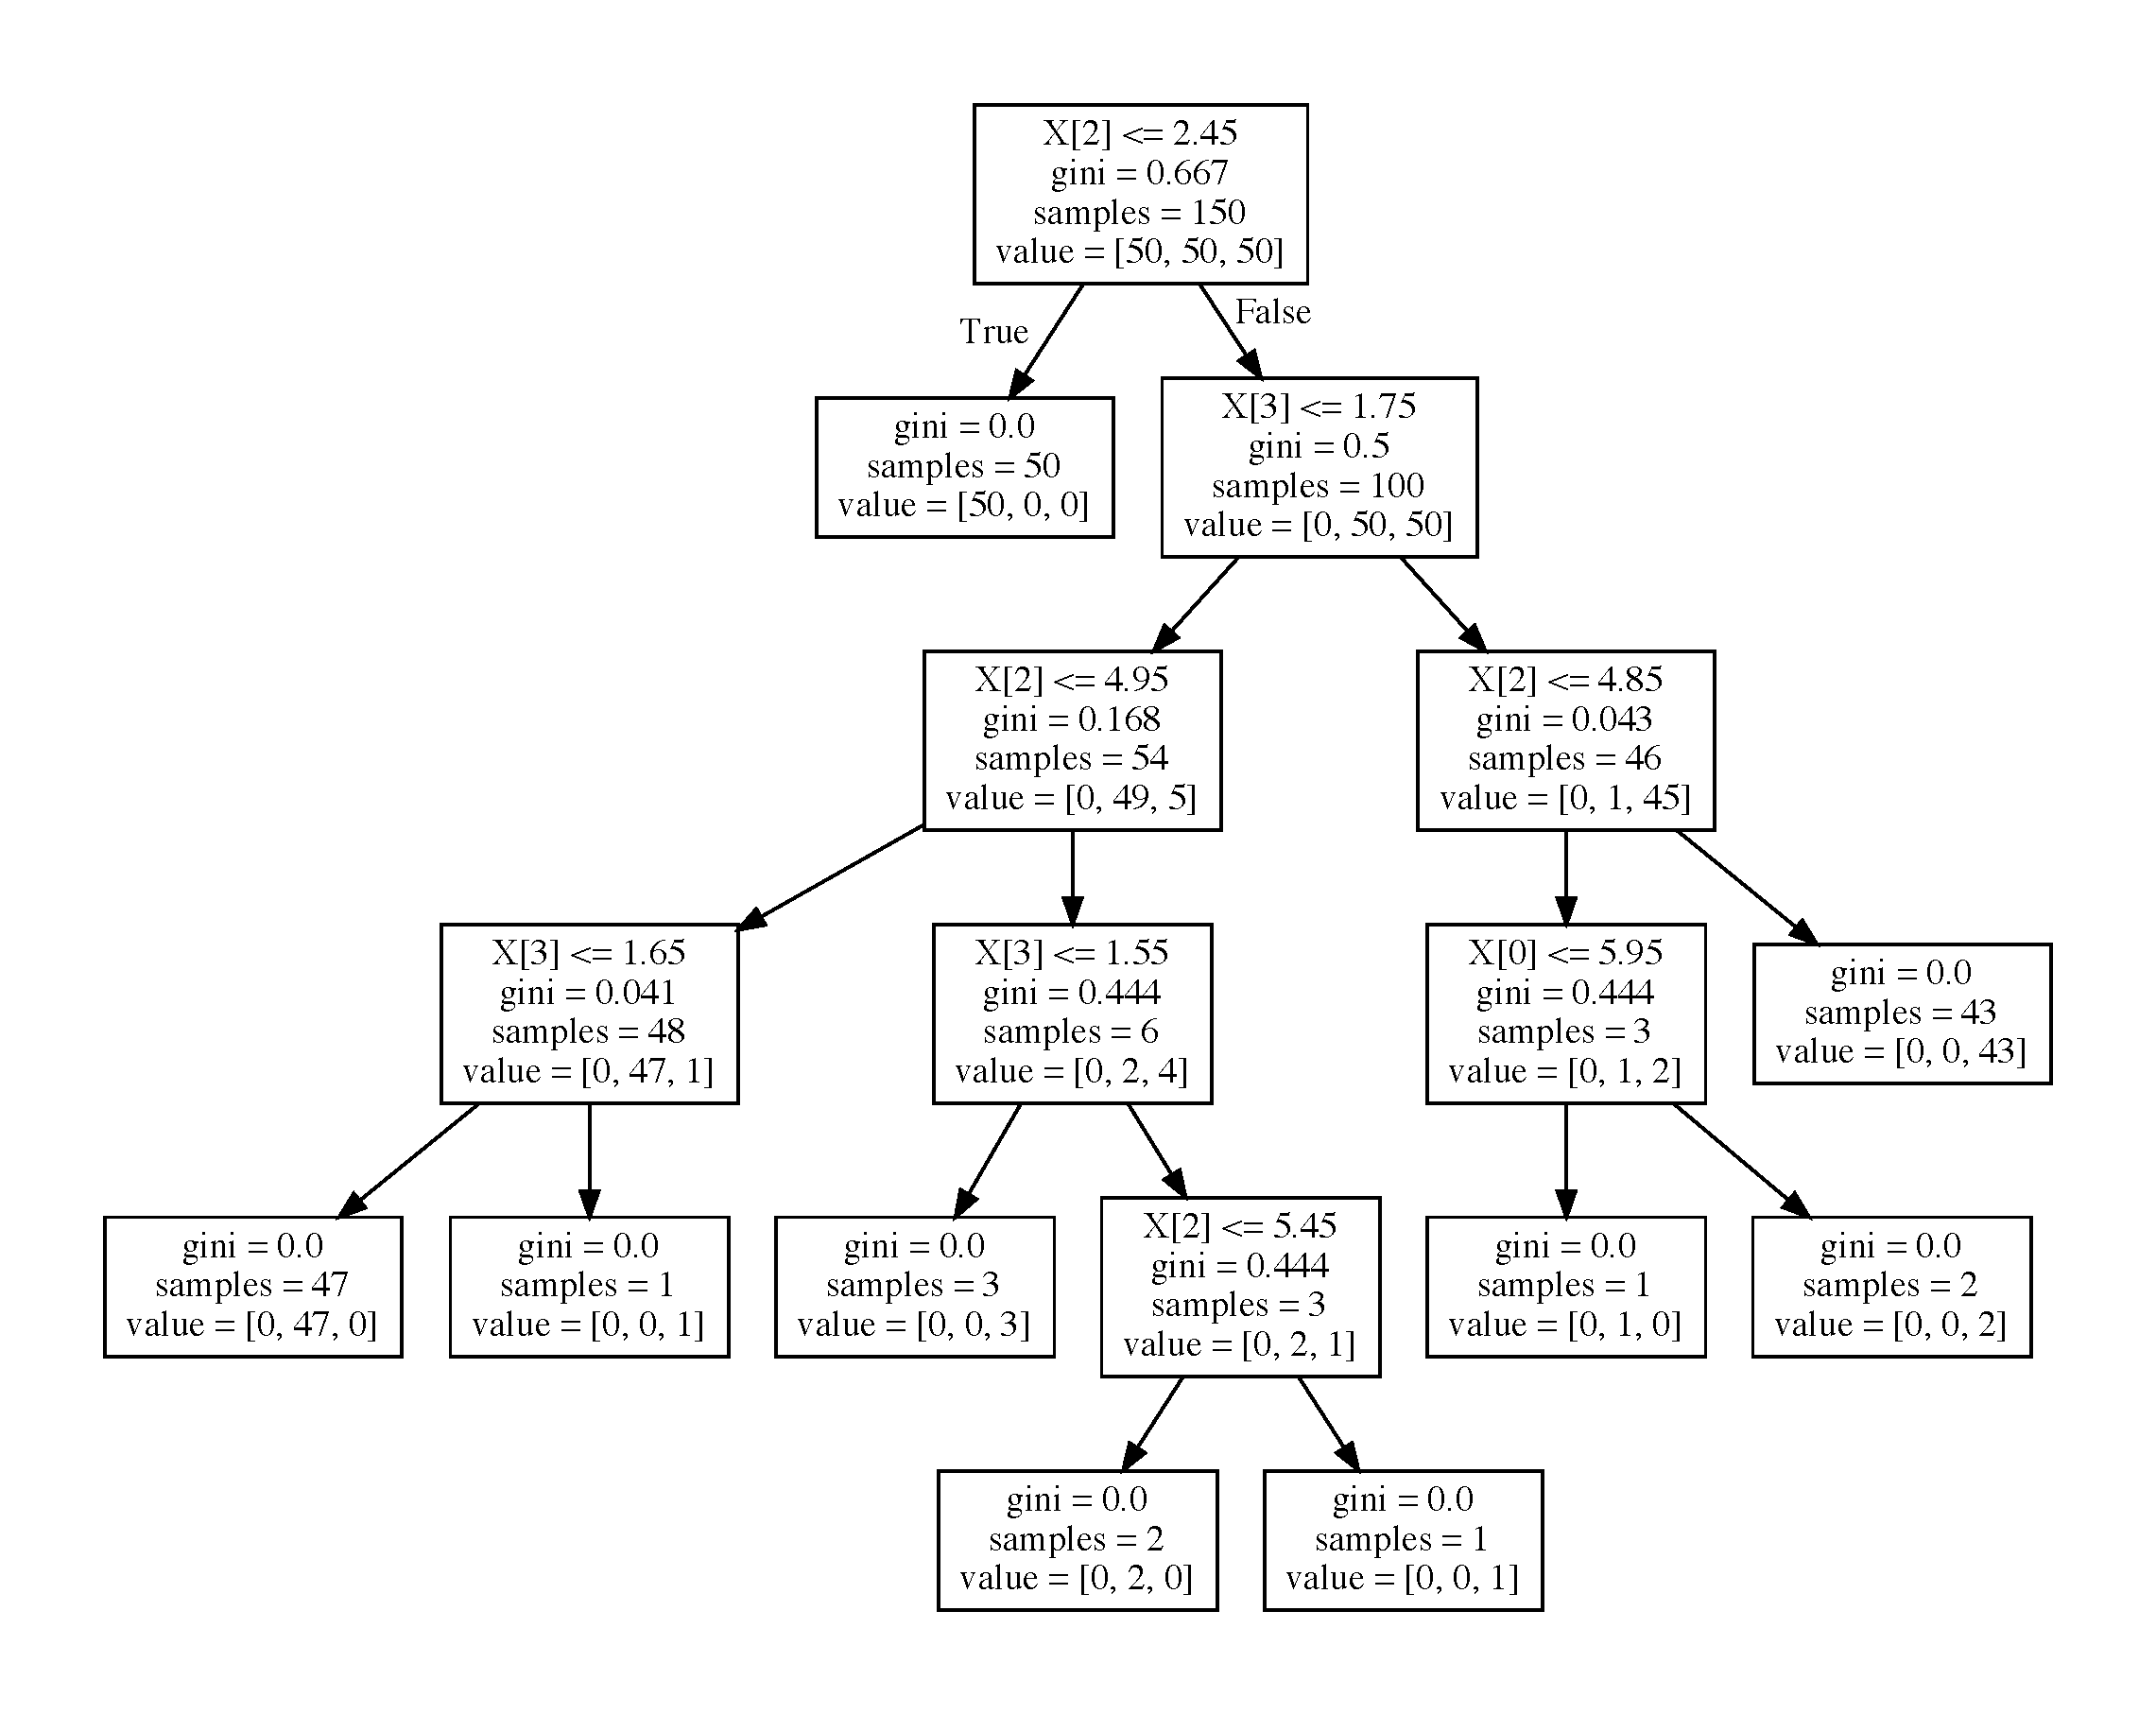 X[2] <= 2.45
gini = 0.667
samples = 150
value = [50, 50, 50]
True
False
gini = 0.0
samples = 50
value = [50, 0, 0]
X[3] <= 1.75
gini = 0.5
samples = 100
value = [0, 50, 50]
X[2] <= 4.95
gini = 0.168
samples = 54
value = [0, 49, 5]
X[2] <= 4.85
gini = 0.043
samples = 46
value = [0, 1, 45]
X[3] <= 1.65
gini = 0.041
samples = 48
value = [0, 47, 1]
X[3] <= 1.55
gini = 0.444
samples = 6
value = [0, 2, 4]
X[0] <= 5.95
gini = 0.444
samples = 3
value = [0, 1, 2]
gini = 0.0
samples = 43
value = [0, 0, 43]
gini = 0.0
samples = 47
value = [0, 47, 0]
gini = 0.0
samples = 1
value = [0, 0, 1]
gini = 0.0
samples = 3
value = [0, 0, 3]
X[2] <= 5.45
gini = 0.444
samples = 3
value = [0, 2, 1]
gini = 0.0
samples = 1
value = [0, 1, 0]
gini = 0.0
samples = 2
value = [0, 0, 2]
gini = 0.0
samples = 2
value = [0, 2, 0]
gini = 0.0
samples = 1
value = [0, 0, 1]